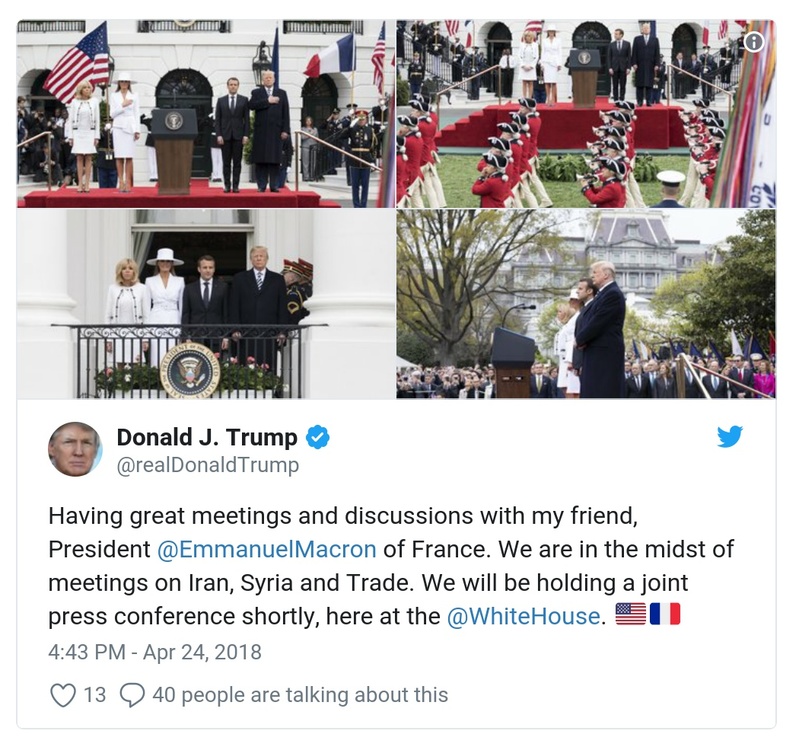 Donald J. Trump
@realDonaldTrump
Having great meetings and discussions with my friend,
President @EmmanuelMacron of France. We are in the midst of
meetings on Iran, Syria and Trade. We will be holding a joint
press conference shortly, here at the @WhiteHouse. 🇺🇸🇫🇷
4:43 PM - Apr 24, 2018
13 40 people are talking about this